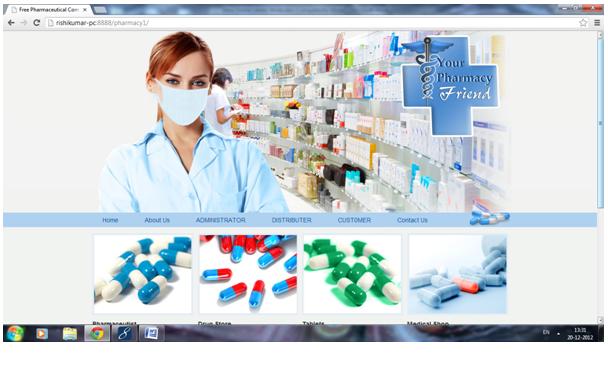 Free Pharmaceutical Com
rishikumar-pc:8888/pharmacy1/
Your
Pharmacy
Friend
Home About Us ADMINISTRATOR DISTRIBUTER CUSTOMER Contact Us
Pharmaceutist Drug Store Tablets Medical Shop
EN
13:31
20-12-2012